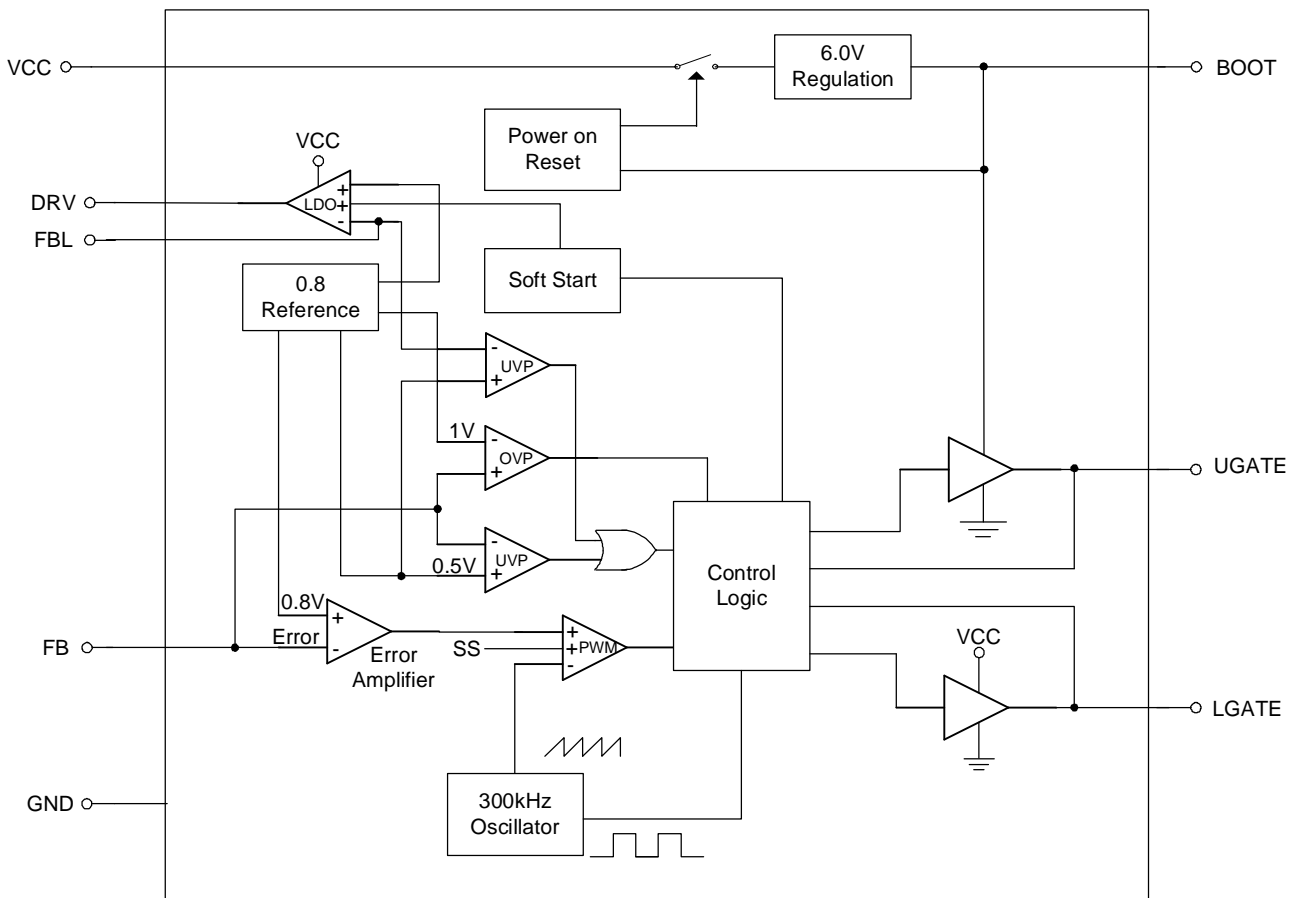 VCC
6.0V
Regulation
BOOT
Power on
Reset
VCC
DRV
+
LDO+
-
FBL
Soft Start
0.8
Reference
-
UVP
+
1V
-
OVP
+
UGATE
-
UVP
0.5V
+
Control
Logic
0.8V
+
FB
Error
-
Error
Amplifier
+
SS
+PWM
-
VCC
LGATE
GND
300kHz
Oscillator